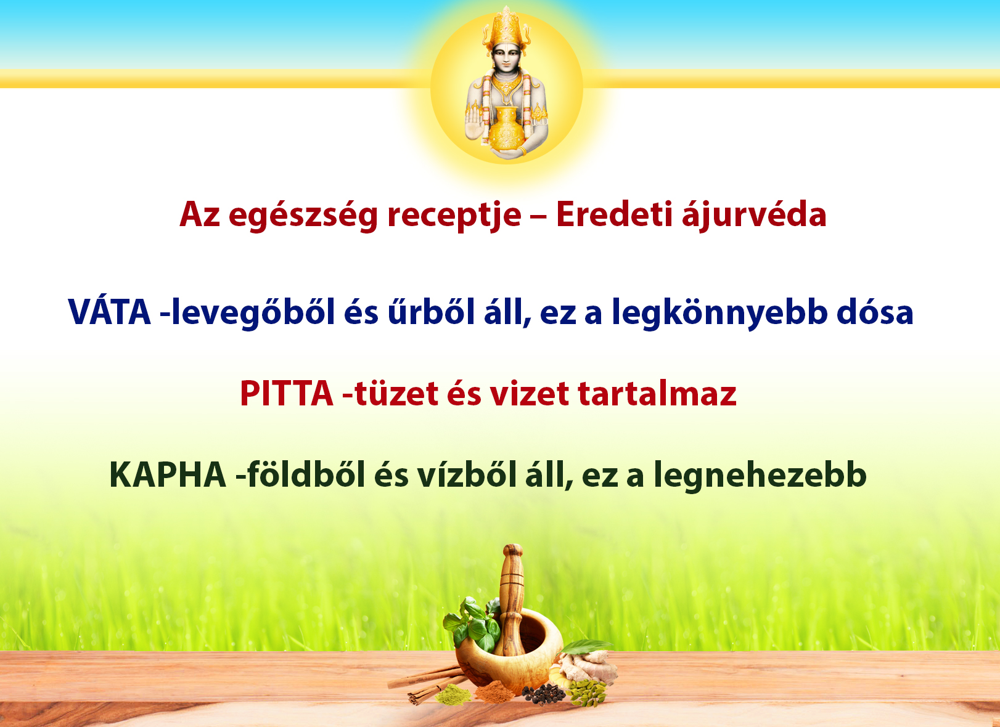 Az egészség receptje – Eredeti ájurvéda
VÁTA -levegőből és űrből áll, ez a legkönnyebb dósa
PITTA -tüzet és vizet tartalmaz
KAPHA -földből és vízből áll, ez a legnehezebb